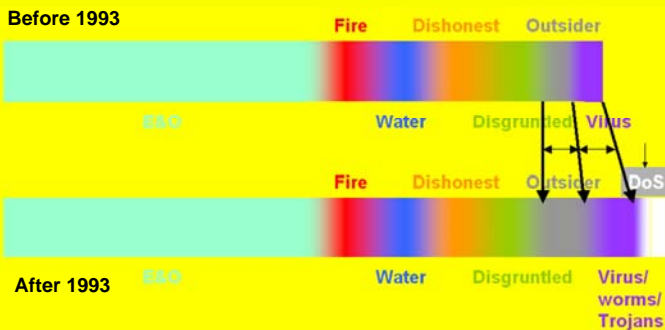 Before 1993
Fire Dishonest Outsider
E&O Water Disgruntled Virus
Fire Dishonest Outsider DoS
After 1993
E&O Water Disgruntled Virus/
worms/
Trojans